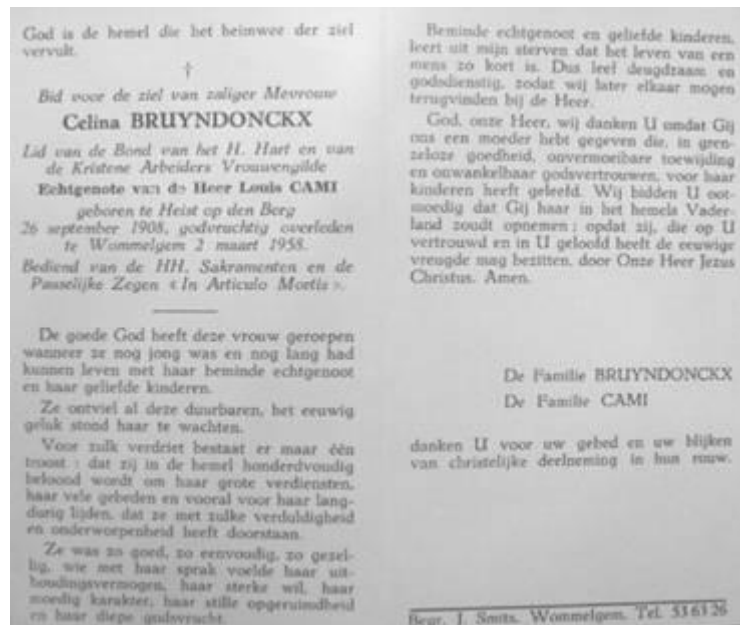 God is de hemel die het heimwee der ziel
vervult.
†
Bid voor de ziel van zaliger Mevrouw
Celina BRUYNDONCKX
Lid van de Bond van het H. Hart en van
de Kristene Arbeiders Vrouwengilde
Echtgenote van de Heer Louis CAMI
geboren te Heist op den Berg
26 september 1908, godvruchtig overleden
te Wommelgem 2 maart 1958.
Bediend van de HH. Sakramenten en de
Pauselijke Zegen « In Articulo Mortis ».
De goede God heeft deze vrouw geroepen
wanneer ze nog jong was en nog lang had
kunnen leven met haar beminde echtgenoot
en haar geliefde kinderen.
Ze ontviel al deze duurbaren, het eeuwig
geluk stond haar te wachten.
Voor zulk verdriet bestaat er maar één
troost : dat zij in de hemel honderdvoudig
beloond wordt om haar grote verdiensten,
haar vele gebeden en vooral voor haar lang-
durig lijden, dat ze met zulke verduldigheid
en onderworpenheid heeft doorstaan.
Ze was zo goed, zo eenvoudig, zo gezel-
lig, wie met haar sprak voelde haar uit-
houdingsvermogen, haar sterke wil, haar
moedig karakter, haar stille opgeruimdheid
en haar diepe godsvrucht.
Beminde echtgenoot en geliefde kinderen,
leert uit mijn sterven dat het leven van een
mens zo kort is. Dus leef deugdzaam en
godsdienstig, zodat wij later elkaar mogen
terugvinden bij de Heer.
God, onze Heer, wij danken U omdat Gij
ons een moeder hebt gegeven die, in gren-
zeloze goedheid, onvermoeibare toewijding
en onwankelbaar godsvertrouwen, voor haar
kinderen heeft geleefd. Wij bidden U oot-
moedig dat Gij haar in het hemels Vader-
land zoudt opnemen ; opdat zij, die op U
vertrouwd en in U geloofd heeft de eeuwige
vreugde mag bezitten, door Onze Heer Jezus
Christus. Amen.
De Familie BRUYNDONCKX
De Familie CAMI
danken U voor uw gebed en uw blijken
van christelijke deelneming in hun rouw.
Begr. J. Smits, Wommelgem. Tel. 53 63 26